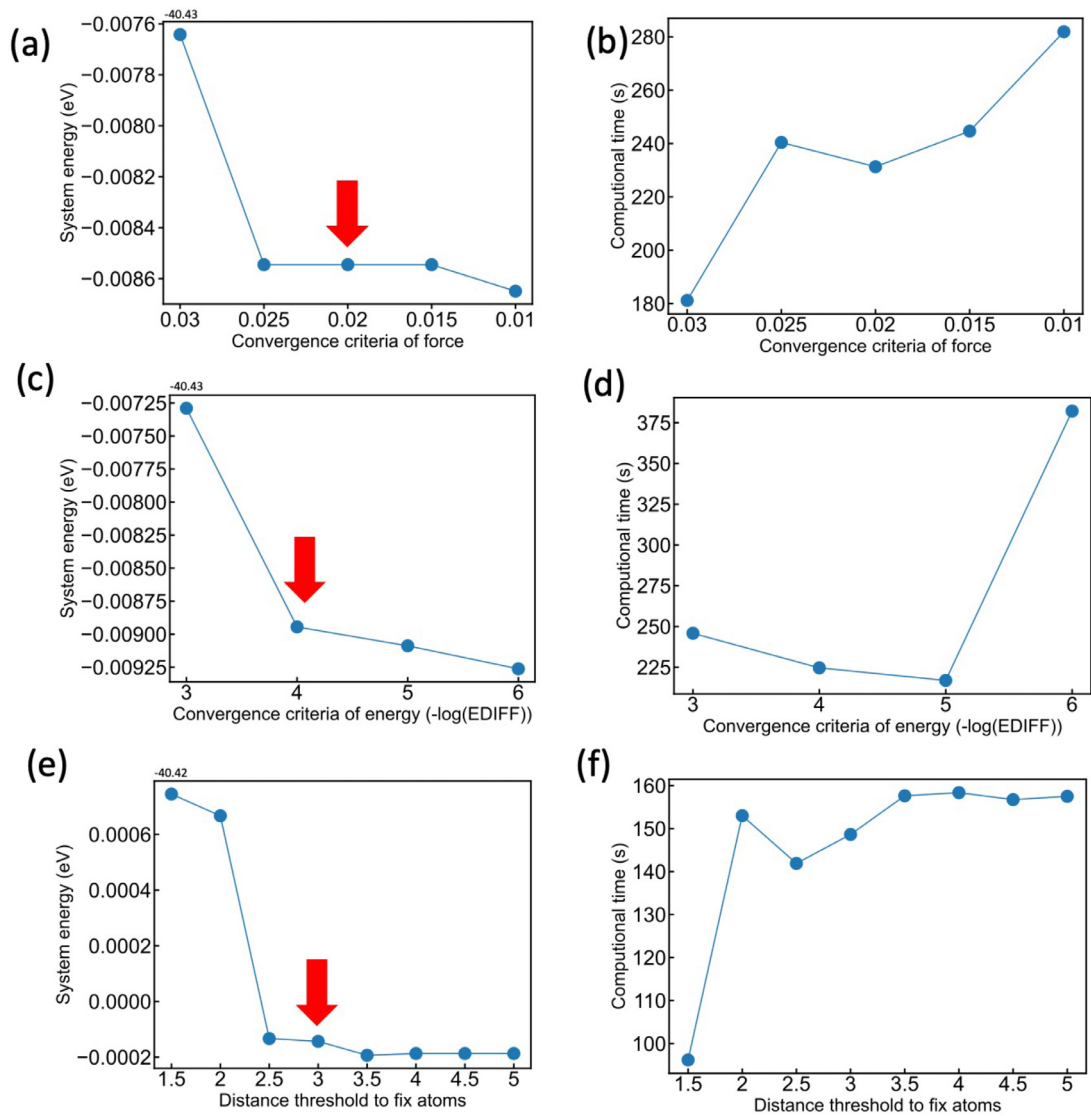 (a)
-40.43
System energy (eV)
−0.0076
−0.0078
−0.0080
−0.0082
−0.0084
−0.0086
0.03 0.025 0.02 0.015 0.01
Convergence criteria of force
(b)
Computional time (s)
280
260
240
220
200
180
0.03 0.025 0.02 0.015 0.01
Convergence criteria of force
(c)
-40.43
System energy (eV)
−0.00725
−0.00750
−0.00775
−0.00800
−0.00825
−0.00850
−0.00875
−0.00900
−0.00925
3 4 5 6
Convergence criteria of energy (-log(EDIFF))
(d)
Computional time (s)
375
350
325
300
275
250
225
3 4 5 6
Convergence criteria of energy (-log(EDIFF))
(e)
-40.42
System energy (eV)
0.0006
0.0004
0.0002
0.0000
−0.0002
1.5 2 2.5 3 3.5 4 4.5 5
Distance threshold to fix atoms
(f)
Computional time (s)
160
150
140
130
120
110
100
1.5 2 2.5 3 3.5 4 4.5 5
Distance threshold to fix atoms